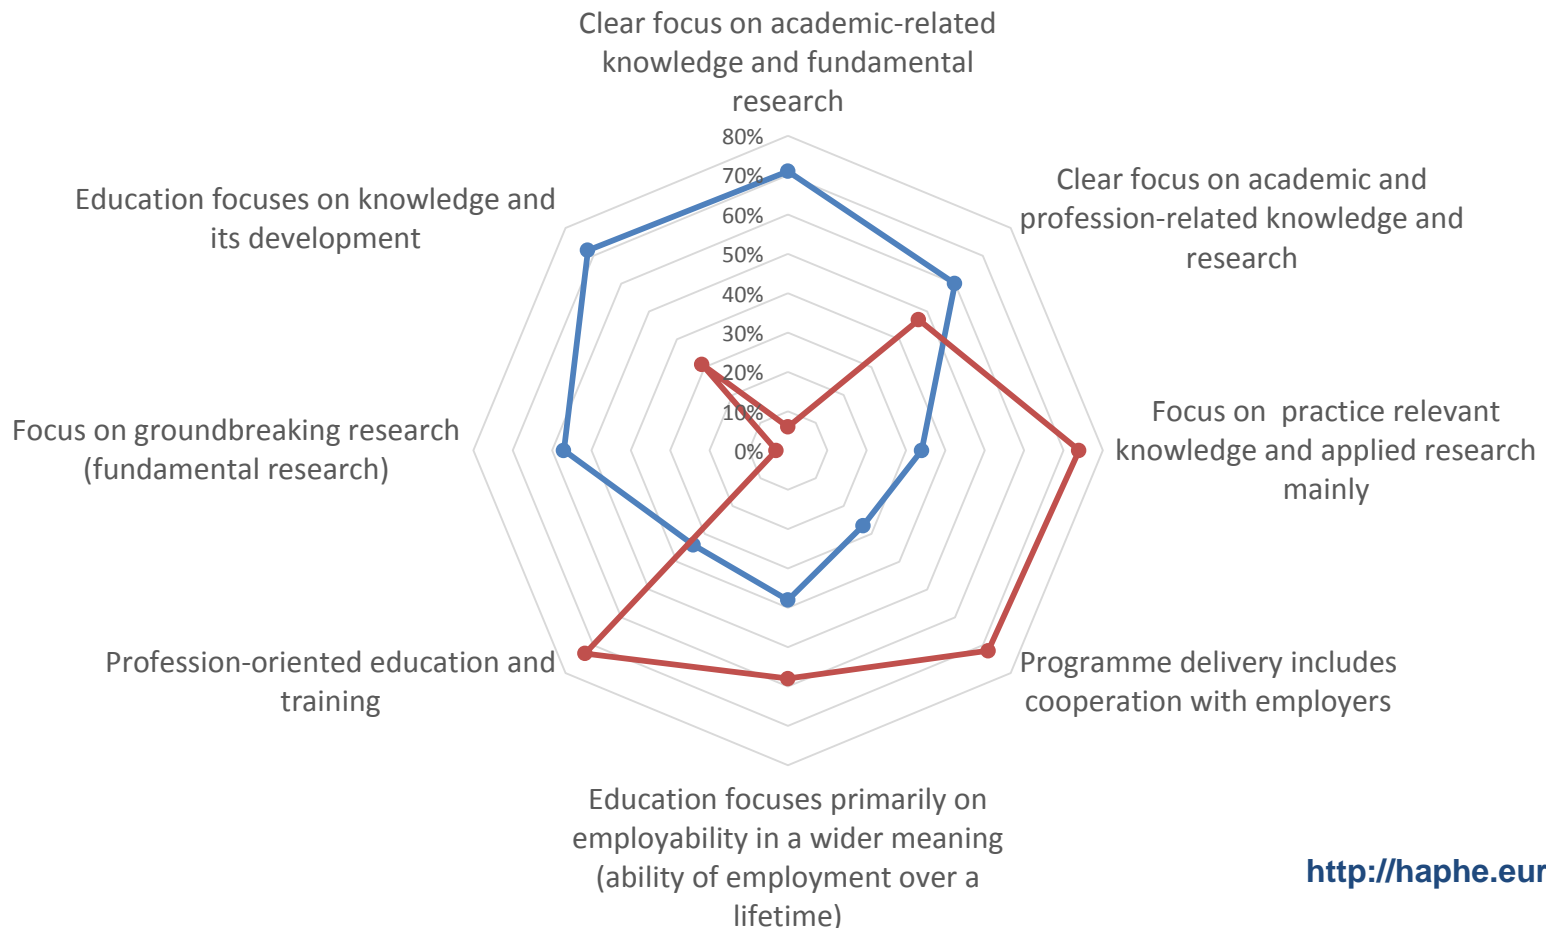 Clear focus on academic-related
knowledge and fundamental
research
80%
70%
60%
50%
40%
30%
20%
10%
0%
Clear focus on academic and
profession-related knowledge and
research
Focus on  practice relevant
knowledge and applied research
mainly
Programme delivery includes
cooperation with employers
Education focuses primarily on
employability in a wider meaning
(ability of employment over a
lifetime)
Profession-oriented education and
training
Focus on groundbreaking research
(fundamental research)
Education focuses on knowledge and
its development
http://haphe.eur